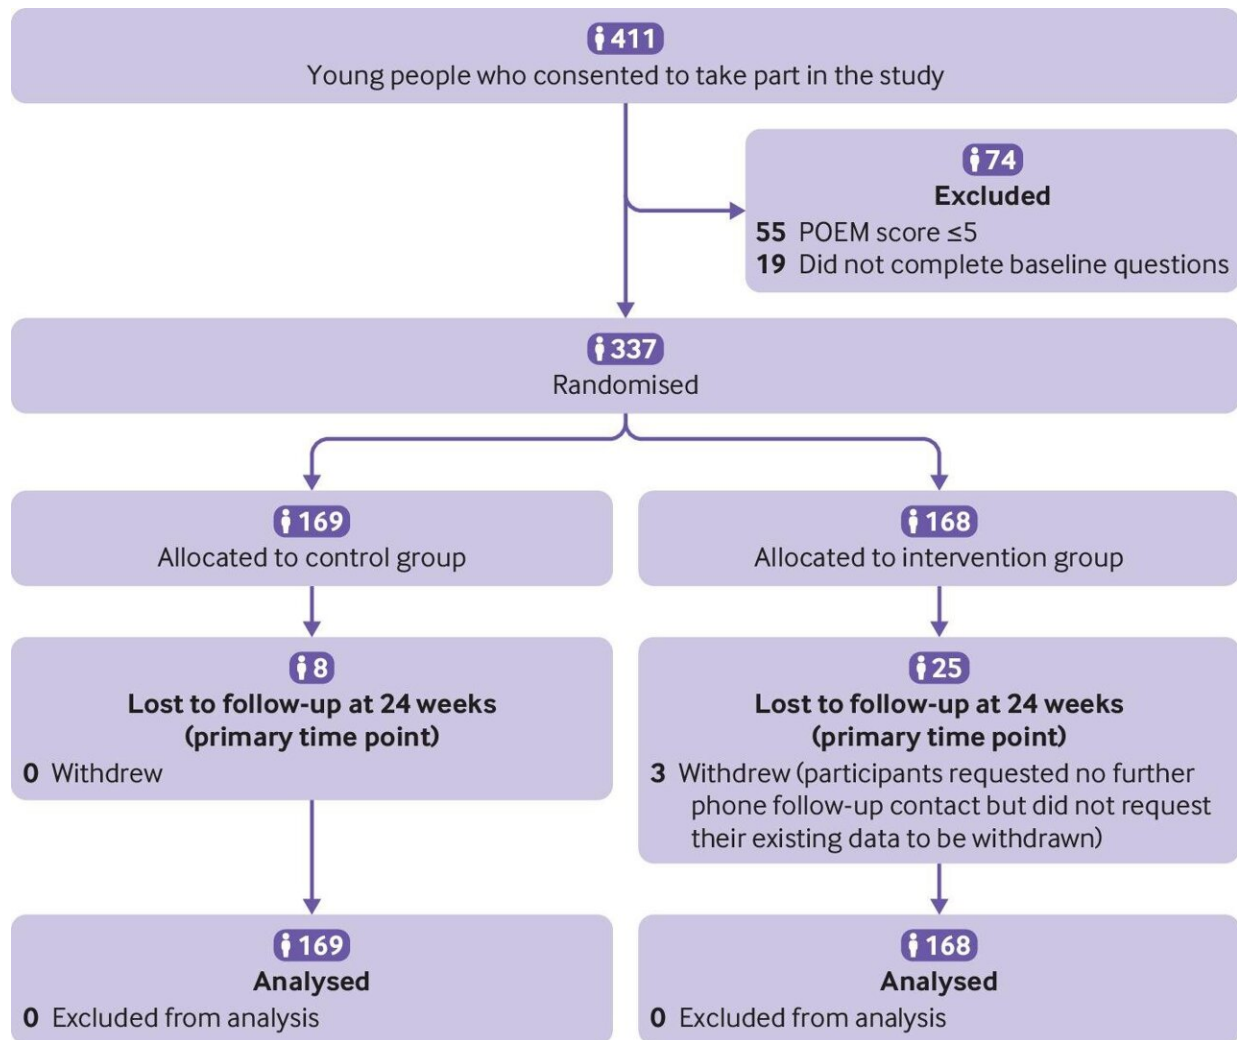 411
Young people who consented to take part in the study
74
Excluded
55 POEM score ≤5
19 Did not complete baseline questions
337
Randomised
169
Allocated to control group
168
Allocated to intervention group
8
Lost to follow-up at 24 weeks
(primary time point)
0 Withdrew
25
Lost to follow-up at 24 weeks
(primary time point)
3 Withdrew (participants requested no further
phone follow-up contact but did not request
their existing data to be withdrawn)
169
Analysed
0 Excluded from analysis
168
Analysed
0 Excluded from analysis